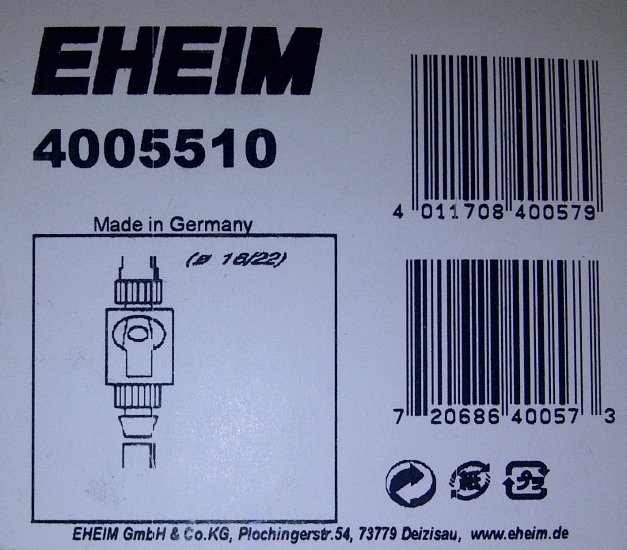 EHEIM
4005510
4 011708 400579
Made in Germany
(ø 16/22)
7 20686 40057 3
EHEIM GmbH & Co.KG, Plochingerstr.54, 73779 Deizisau, www.eheim.de